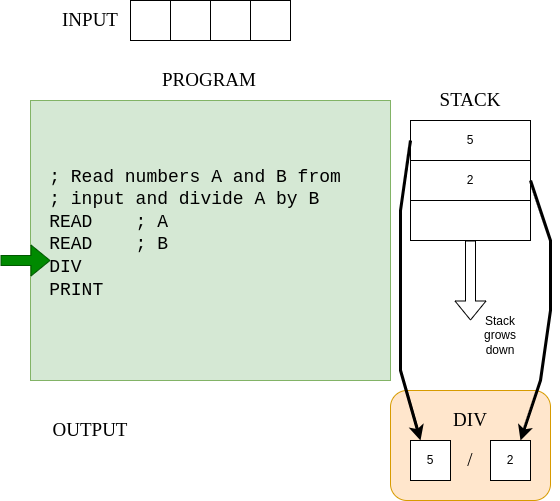 INPUT
PROGRAM
; Read numbers A and B from
; input and divide A by B
READ    ; A
READ    ; B
DIV
PRINT
STACK
5
2
Stack
grows
down
OUTPUT
DIV
5 / 2